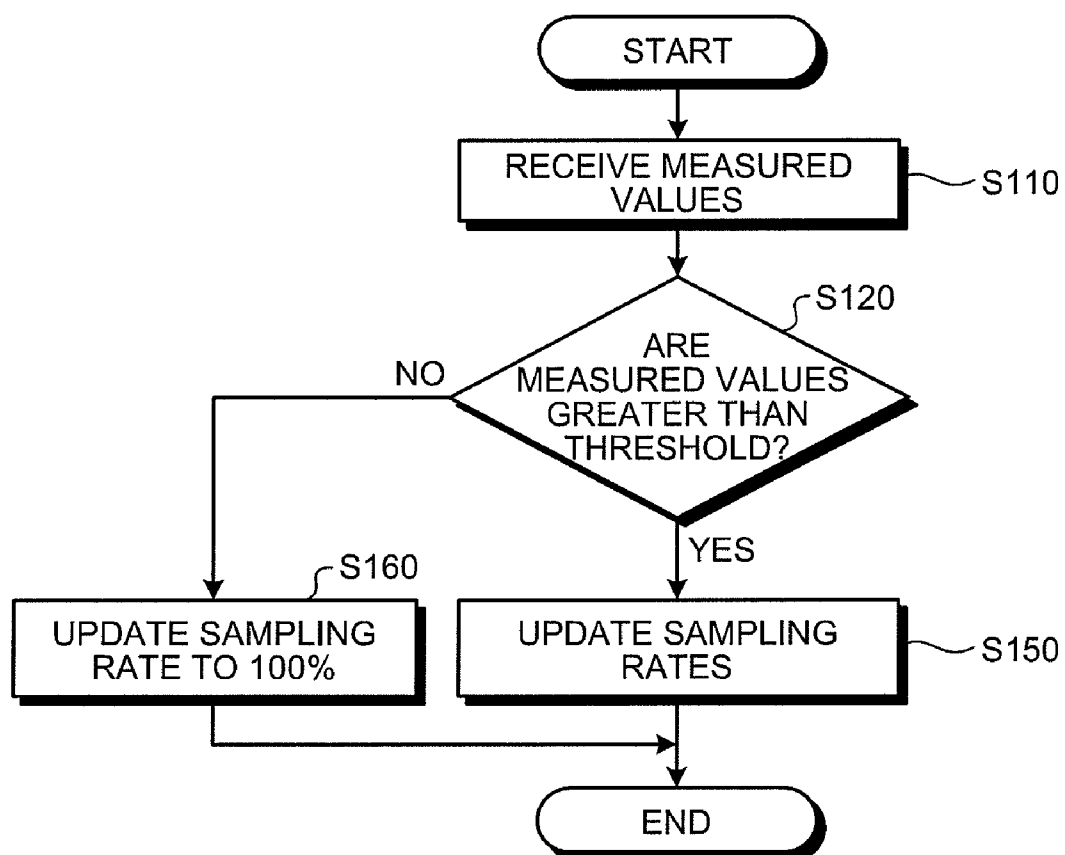 START
RECEIVE MEASURED
VALUES
S110
S120
ARE
MEASURED VALUES
GREATER THAN
THRESHOLD?
NO
YES
S160
UPDATE SAMPLING
RATE TO 100%
UPDATE SAMPLING
RATES
S150
END